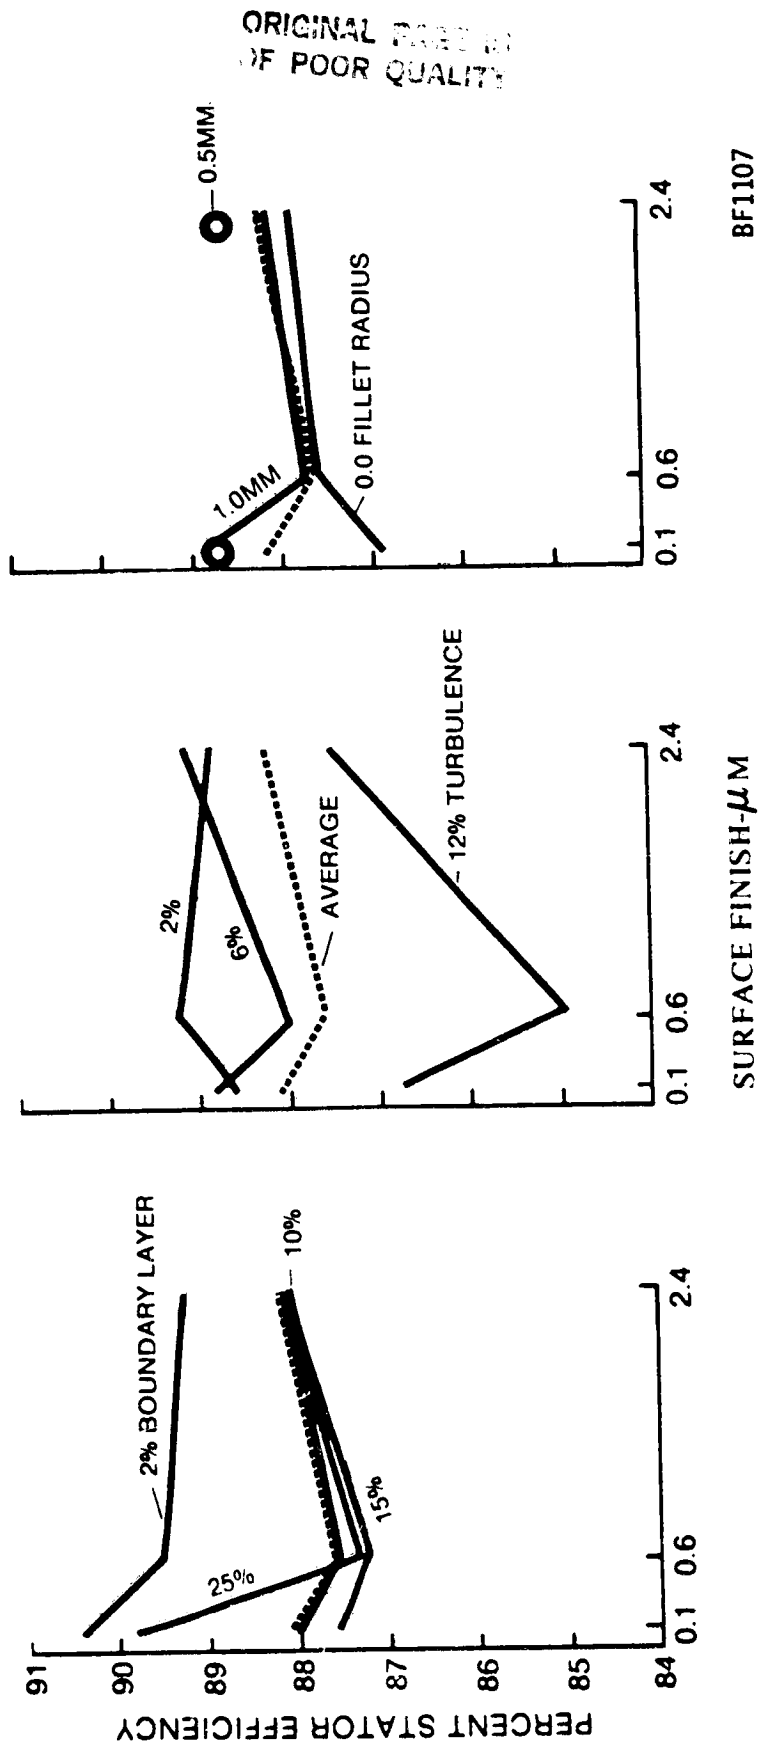 ORIGINAL PAGE IS
OF POOR QUALITY
PERCENT STATOR EFFICIENCY
91
90
89
88
87
86
85
84
2% BOUNDARY LAYER
25%
10%
15%
0.1
0.6
2.4
2%
6%
AVERAGE
12% TURBULENCE
0.1
0.6
2.4
1.0MM
0.5MM
0.0 FILLET RADIUS
0.1
0.6
2.4
SURFACE FINISH-μM
BF1107